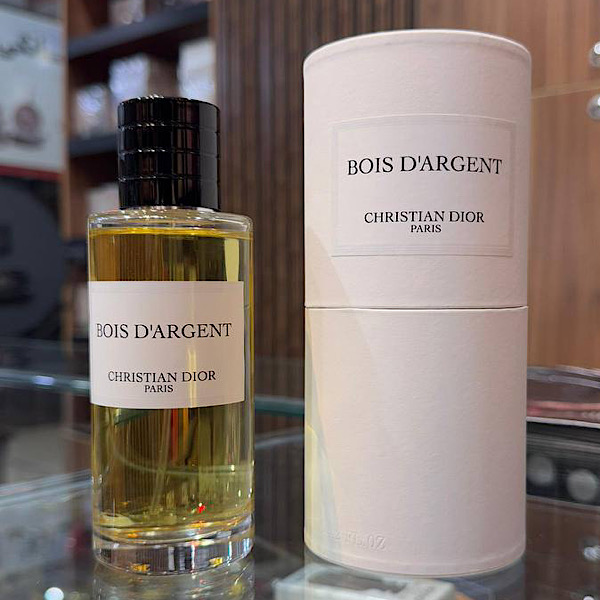 BOIS D'ARGENT
CHRISTIAN DIOR
PARIS
BOIS D'ARGENT
CHRISTIAN DIOR
PARIS